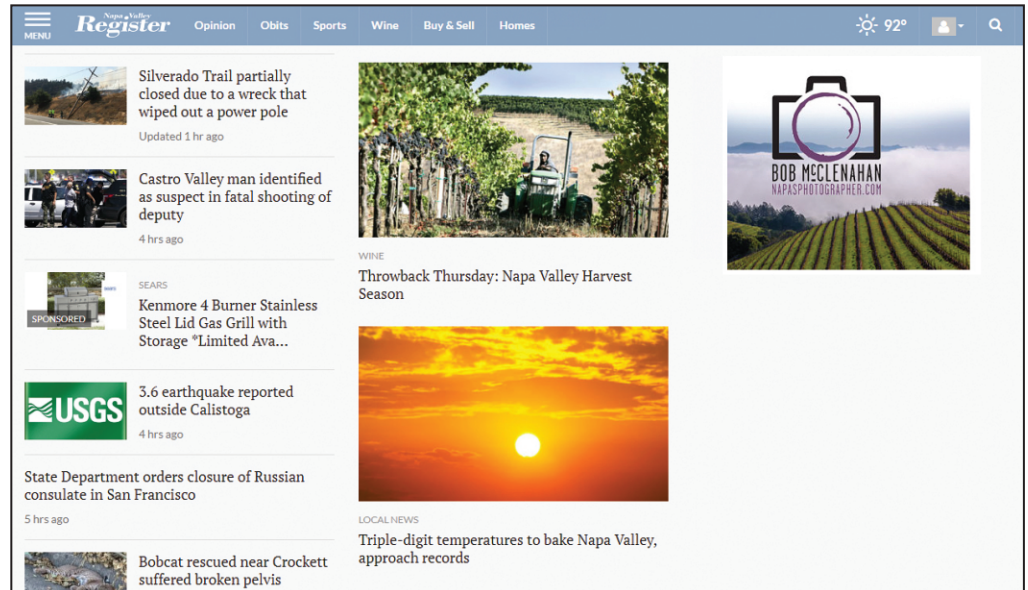 MENU
Napa Valley
Register
Opinion
Obits
Sports
Wine
Buy & Sell
Homes
92°
Silverado Trail partially
closed due to a wreck that
wiped out a power pole
Updated 1 hr ago
Castro Valley man identified
as suspect in fatal shooting of
deputy
4 hrs ago
SPONSORED
SEARS
Kenmore 4 Burner Stainless
Steel Lid Gas Grill with
Storage *Limited Ava...
USGS
3.6 earthquake reported
outside Calistoga
4 hrs ago
State Department orders closure of Russian
consulate in San Francisco
5 hrs ago
Bobcat rescued near Crockett
suffered broken pelvis
WINE
Throwback Thursday: Napa Valley Harvest
Season
LOCAL NEWS
Triple-digit temperatures to bake Napa Valley,
approach records
BOB MCCLENAHAN
NAPASPHOTOGRAPHER.COM